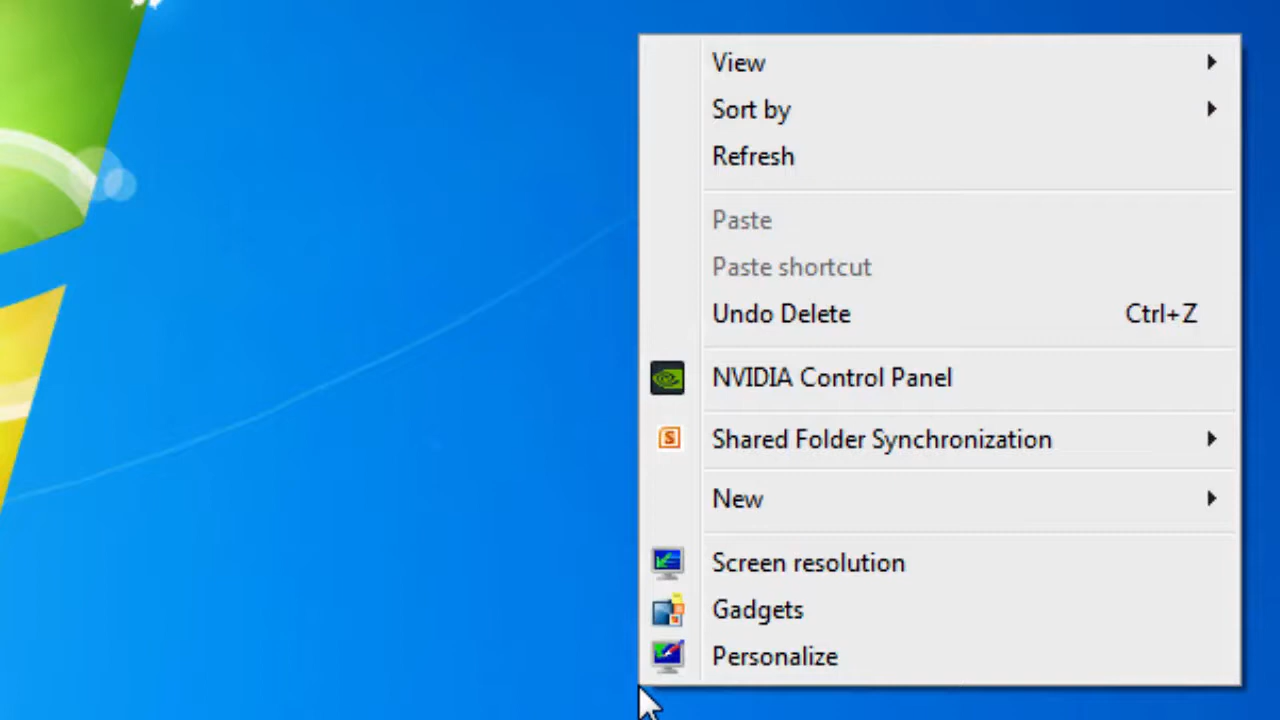 View
Sort by
Refresh
Paste
Paste shortcut
Undo Delete Ctrl+Z
NVIDIA Control Panel
S Shared Folder Synchronization
New
Screen resolution
Gadgets
Personalize